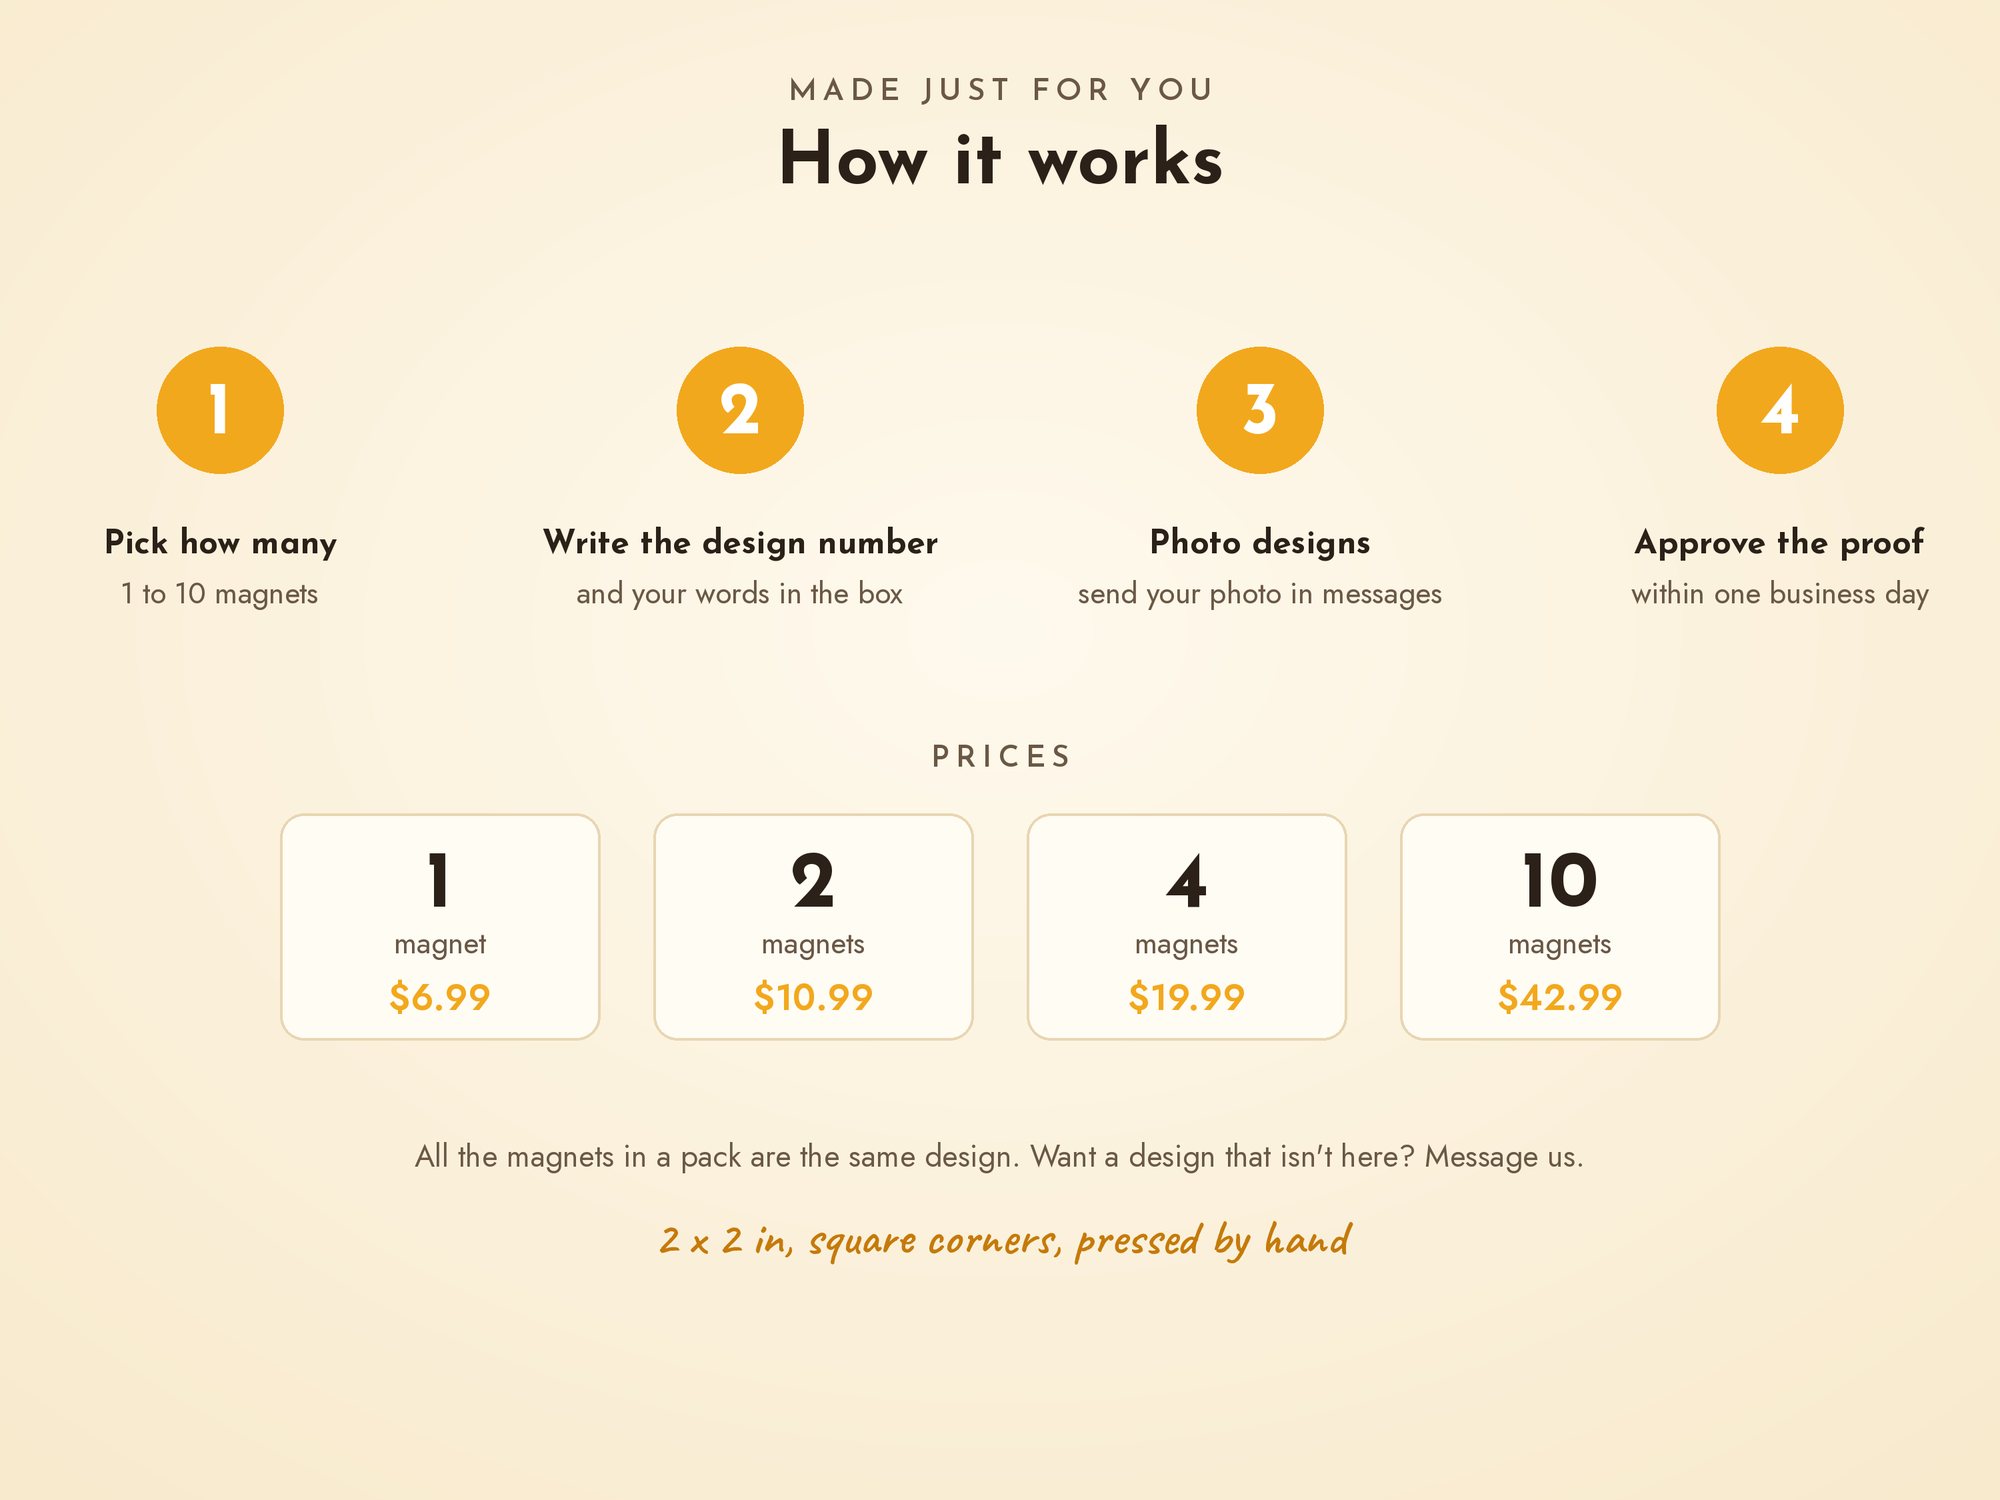 MADE JUST FOR YOU
How it works
1
2
3
4
Pick how many
1 to 10 magnets
Write the design number
and your words in the box
Photo designs
send your photo in messages
Approve the proof
within one business day
PRICES
1
magnet
$6.99
2
magnets
$10.99
4
magnets
$19.99
10
magnets
$42.99
All the magnets in a pack are the same design. Want a design that isn't here? Message us.
2 x 2 in, square corners, pressed by hand